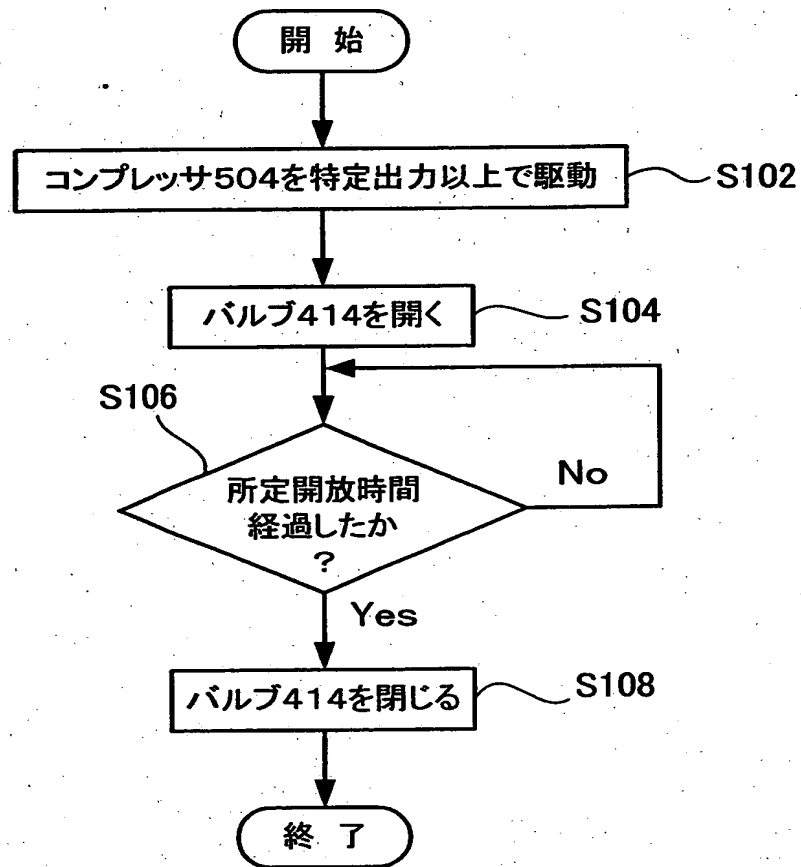 開 始
コンプレッサ504を特定出力以上で駆動
S102
バルブ414を開く
S104
S106
所定開放時間
経過したか
?
No
Yes
バルブ414を閉じる
S108
終 了